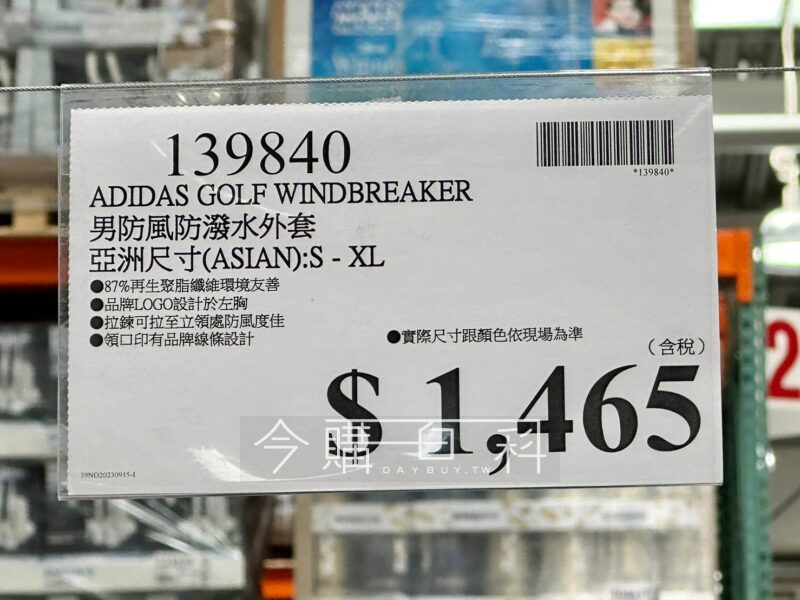 139840
*139840*
ADIDAS GOLF WINDBREAKER
男防風防潑水外套
亞洲尺寸(ASIAN):S - XL
●87%再生聚脂纖維環境友善
●品牌LOGO設計於左胸
●拉鍊可拉至立領處防風度佳
●領口印有品牌線條設計
●實際尺寸跟顏色依現場為準
(含稅)
$ 1,465
今購百科
DAYBUY.TW
39NO20230915-I
2